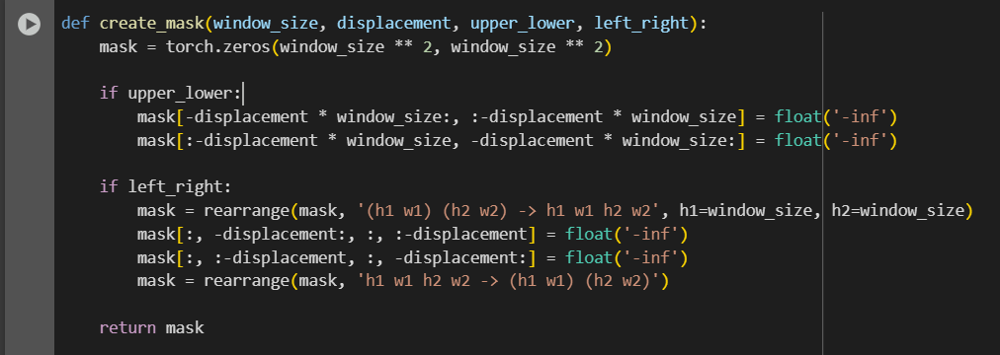 def create_mask(window_size, displacement, upper_lower, left_right):
    mask = torch.zeros(window_size ** 2, window_size ** 2)

    if upper_lower:
        mask[-displacement * window_size:, :-displacement * window_size] = float('-inf')
        mask[:-displacement * window_size, -displacement * window_size:] = float('-inf')

    if left_right:
        mask = rearrange(mask, '(h1 w1) (h2 w2) -> h1 w1 h2 w2', h1=window_size, h2=window_size)
        mask[:, -displacement:, :, :-displacement] = float('-inf')
        mask[:, :-displacement, :, -displacement:] = float('-inf')
        mask = rearrange(mask, 'h1 w1 h2 w2 -> (h1 w1) (h2 w2)')

    return mask